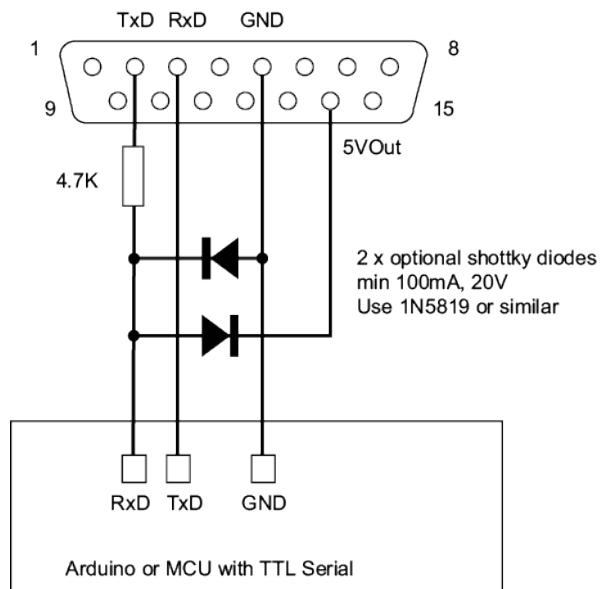 TxD RxD GND
1
8
9
15
5VOut
4.7K
2 x optional shottky diodes
min 100mA, 20V
Use 1N5819 or similar
RxD TxD GND
Arduino or MCU with TTL Serial